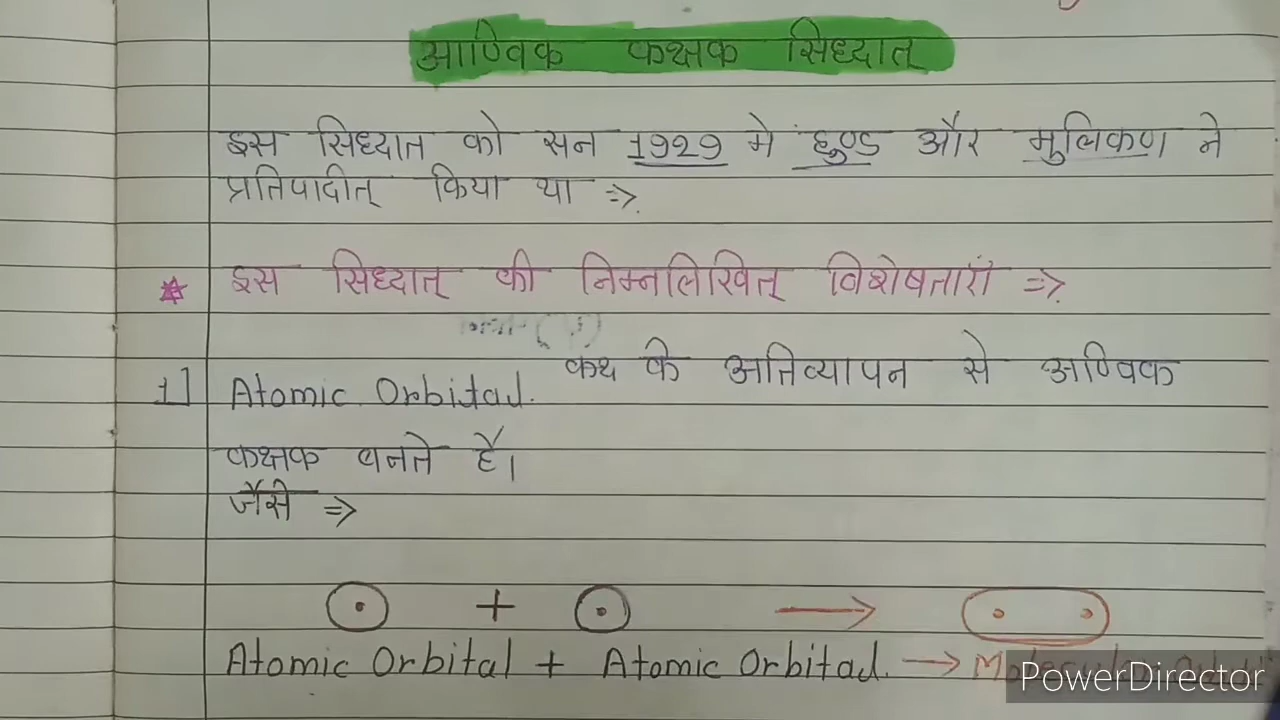 आण्विक कक्षक सिध्दात्
इस सिध्दात को सन 1929 मे हुण्ड और मुलिकण ने
प्रतिपादीत् किया था =>
* इस सिध्दात् की निम्नलिखित् विशेषताएँ =>
1] Atomic Orbital. कक्ष के अतिव्यापन से अण्विक
कक्षक बनते है।
जैसे =>
+
Atomic Orbital + Atomic Orbital. → Molecular
PowerDirector